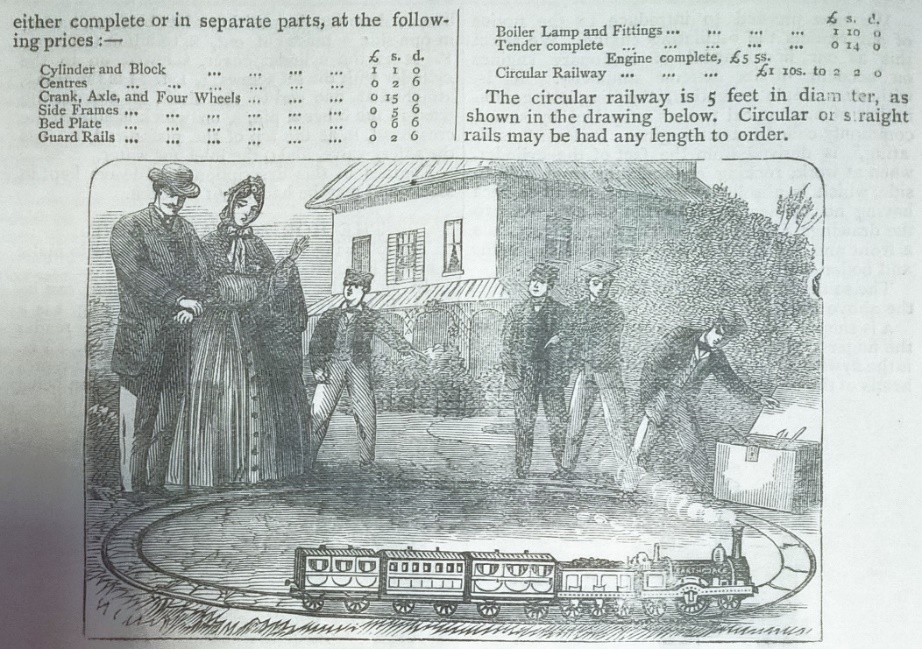 either complete or in separate parts, at the follow-
ing prices :—
£ s. d.
Cylinder and Block ... ... ... ... 1 1 0
Centres ... ... ... ... ... 0 2 6
Crank, Axle, and Four Wheels ... ... ... 0 15 0
Side Frames ... ... ... ... ... 0 5 6
Bed Plate ... ... ... ... ... 0 6 6
Guard Rails ... ... ... ... ... 0 2 6
£ s. d.
Boiler Lamp and Fittings ... ... ... ... 1 10 0
Tender complete ... ... ... ... ... 0 14 0
Engine complete, £5 5s.
Circular Railway ... ... ... £1 10s. to 2 2 0
The circular railway is 5 feet in diam ter, as
shown in the drawing below. Circular or s raight
rails may be had any length to order.